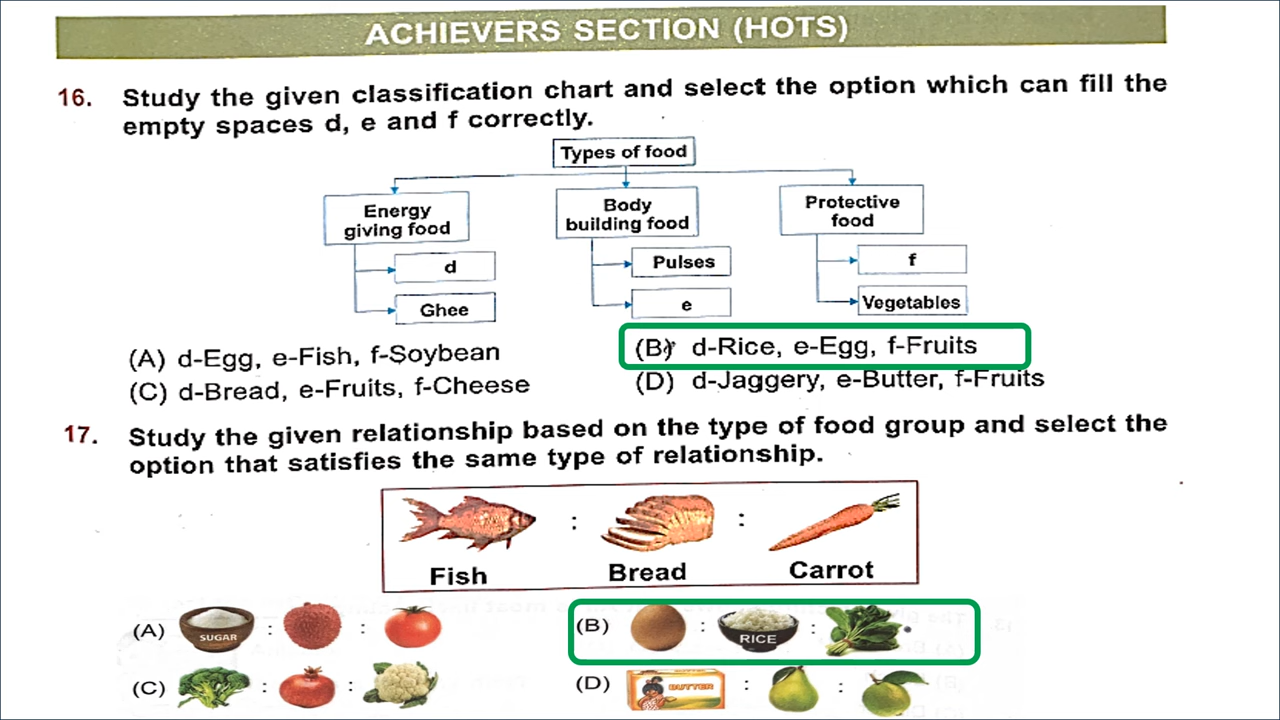 ACHIEVERS SECTION (HOTS)
16. Study the given classification chart and select the option which can fill the
empty spaces d, e and f correctly.
Types of food
Energy
giving food
Body
building food
Protective
food
d
Pulses
f
Ghee
e
Vegetables
(A) d-Egg, e-Fish, f-Soybean
(B) d-Rice, e-Egg, f-Fruits
(C) d-Bread, e-Fruits, f-Cheese
(D) d-Jaggery, e-Butter, f-Fruits
17. Study the given relationship based on the type of food group and select the
option that satisfies the same type of relationship.
: :
Fish Bread Carrot
(A) SUGAR : :
(B) : RICE :
(C) : :
(D) BUTTER : :